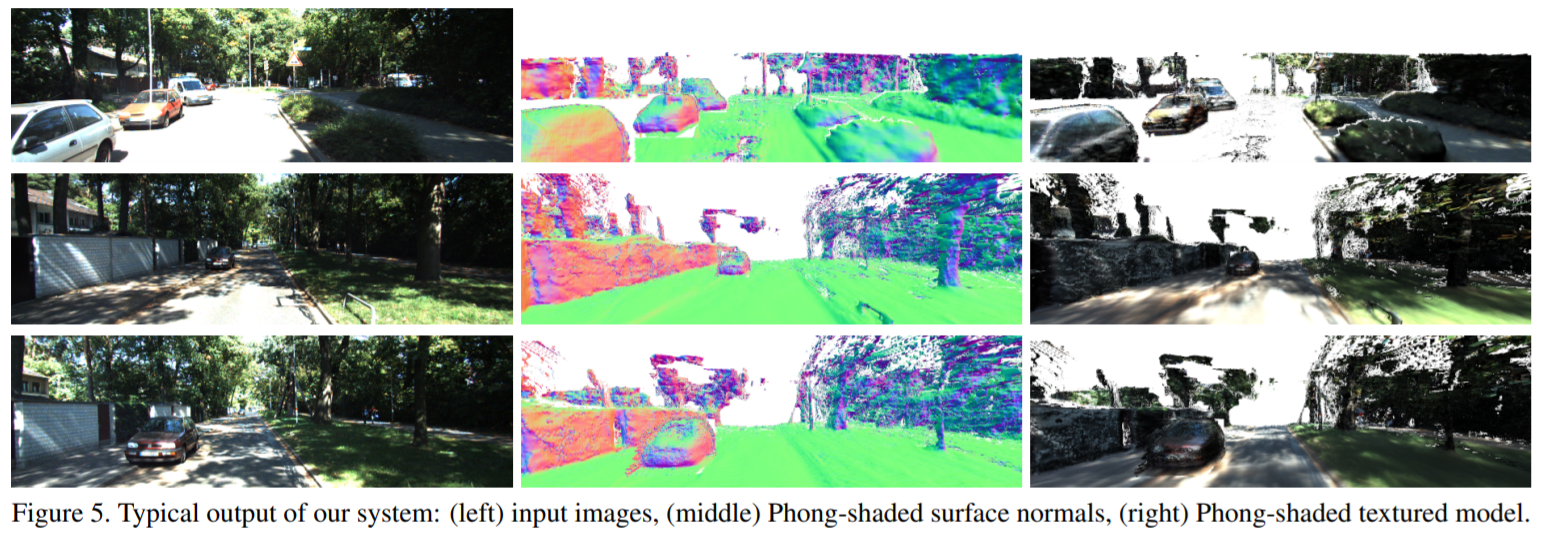 Figure 5. Typical output of our system: (left) input images, (middle) Phong-shaded surface normals, (right) Phong-shaded textured model.